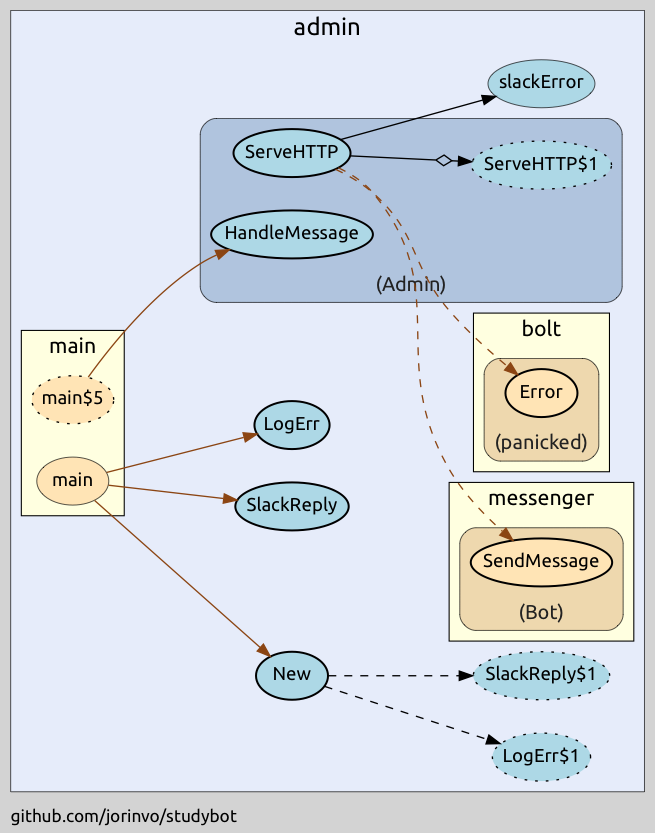 admin
slackError
ServeHTTP
ServeHTTP$1
HandleMessage
(Admin)
main
main$5
main
bolt
Error
(panicked)
LogErr
SlackReply
messenger
SendMessage
(Bot)
New
SlackReply$1
LogErr$1
github.com/jorinvo/studybot